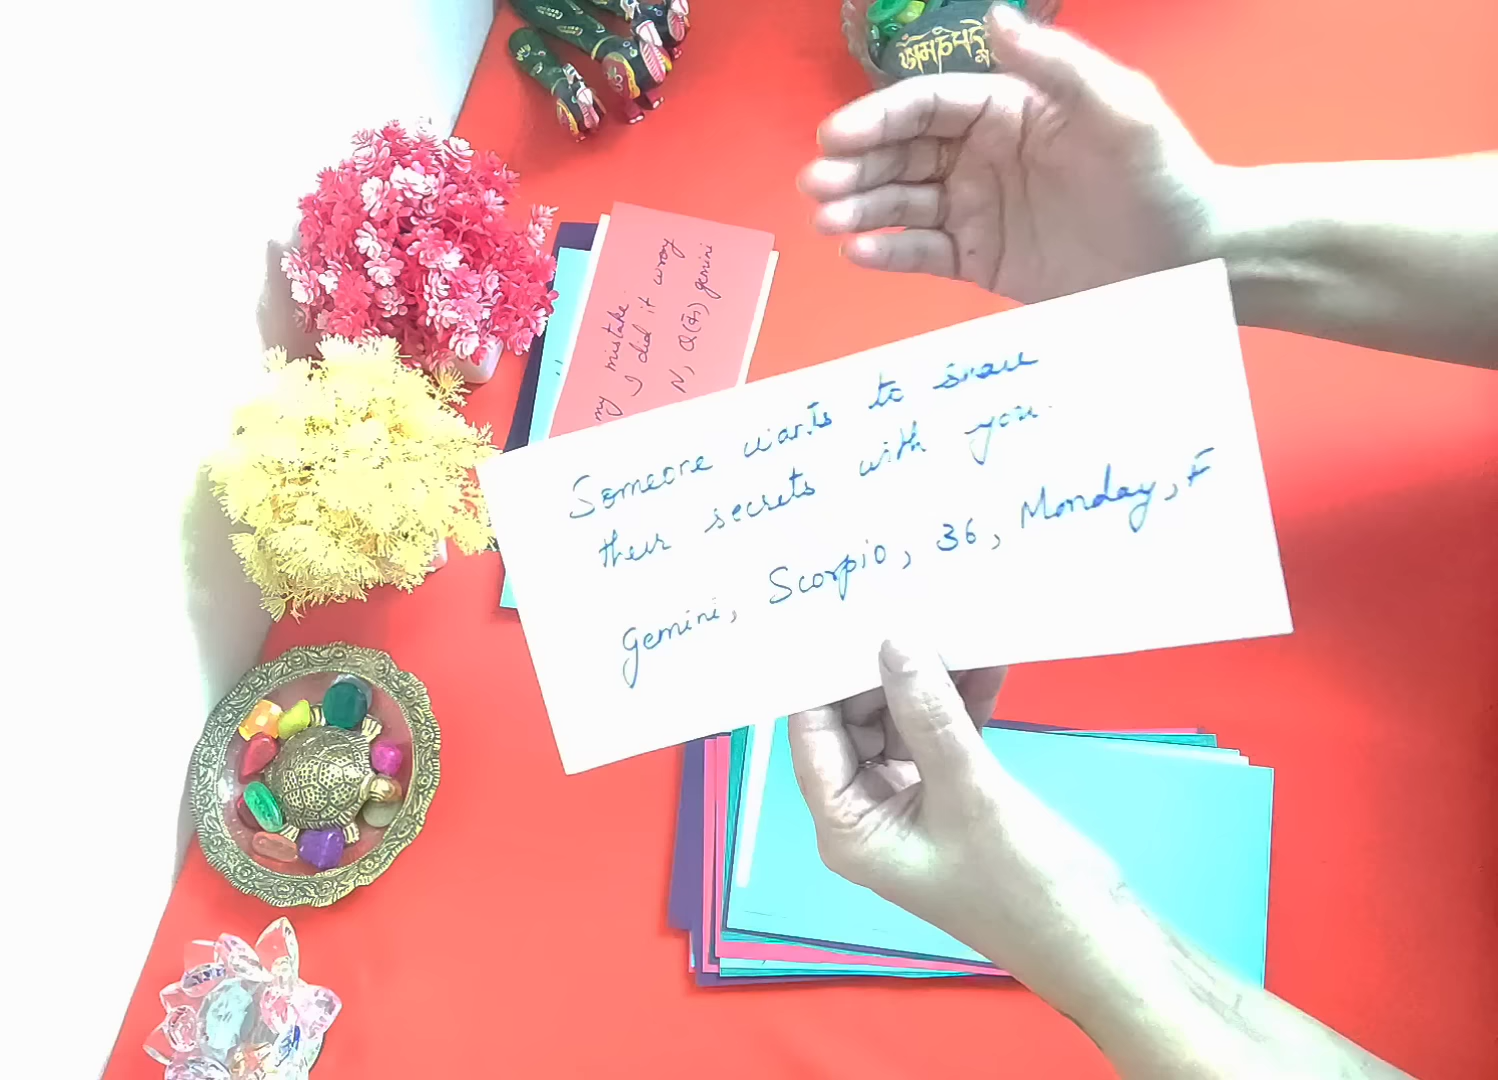 Someone wants to share
their secrets with you.
Gemini, Scorpio, 36, Monday, F
my mistake
I did it wrong
N, Q(के), gemini